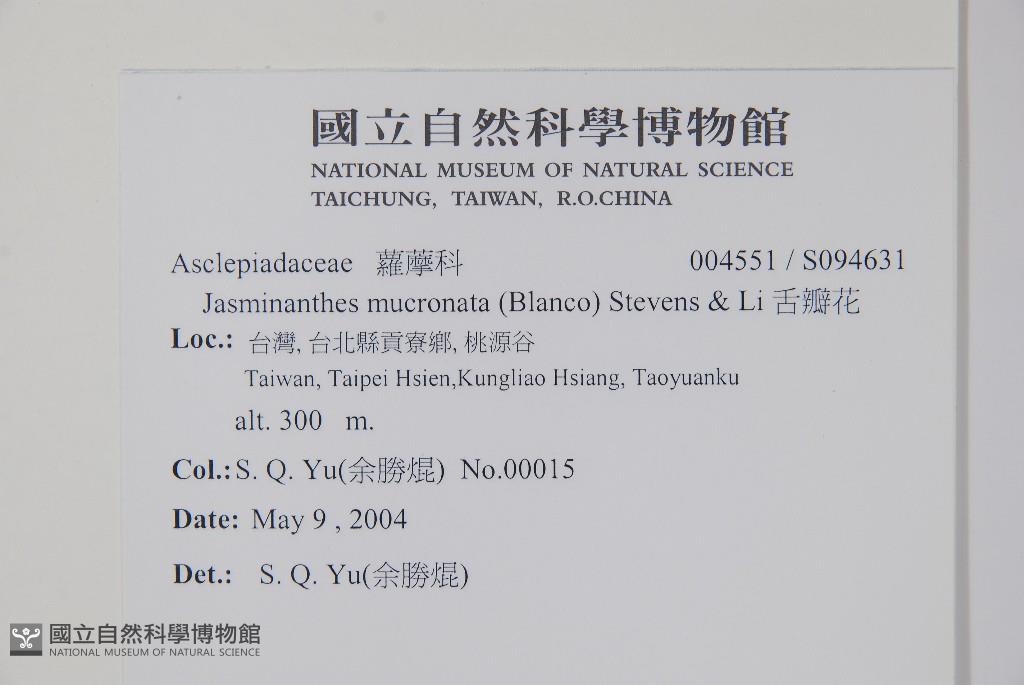 國立自然科學博物館
NATIONAL MUSEUM OF NATURAL SCIENCE
TAICHUNG, TAIWAN, R.O.CHINA
Asclepiadaceae 蘿藦科 004551 / S094631
Jasminanthes mucronata (Blanco) Stevens & Li 舌瓣花
Loc.: 台灣, 台北縣貢寮鄉, 桃源谷
Taiwan, Taipei Hsien,Kungliao Hsiang, Taoyuanku
alt. 300 m.
Col.: S. Q. Yu(余勝焜) No.00015
Date: May 9 , 2004
Det.: S. Q. Yu(余勝焜)
國立自然科學博物館
NATIONAL MUSEUM OF NATURAL SCIENCE